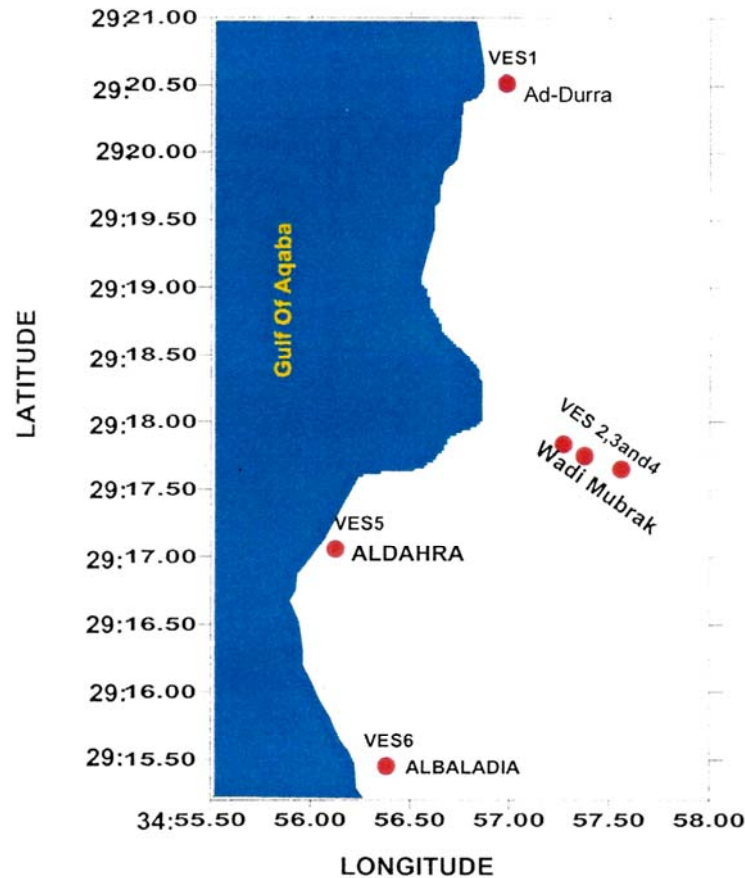 29:21.00
VES1
29:20.50
Ad-Durra
2920.00
29:19.50
29:19.00
Gulf Of Aqaba
29:18.50
LATITUDE
29:18.00
VES 2,3and4
Wadi Mubrak
29:17.50
VES5
29:17.00
ALDAHRA
29:16.50
29:16.00
VES6
29:15.50
ALBALADIA
34:55.50 56.00 56.50 57.00 57.50 58.00
LONGITUDE